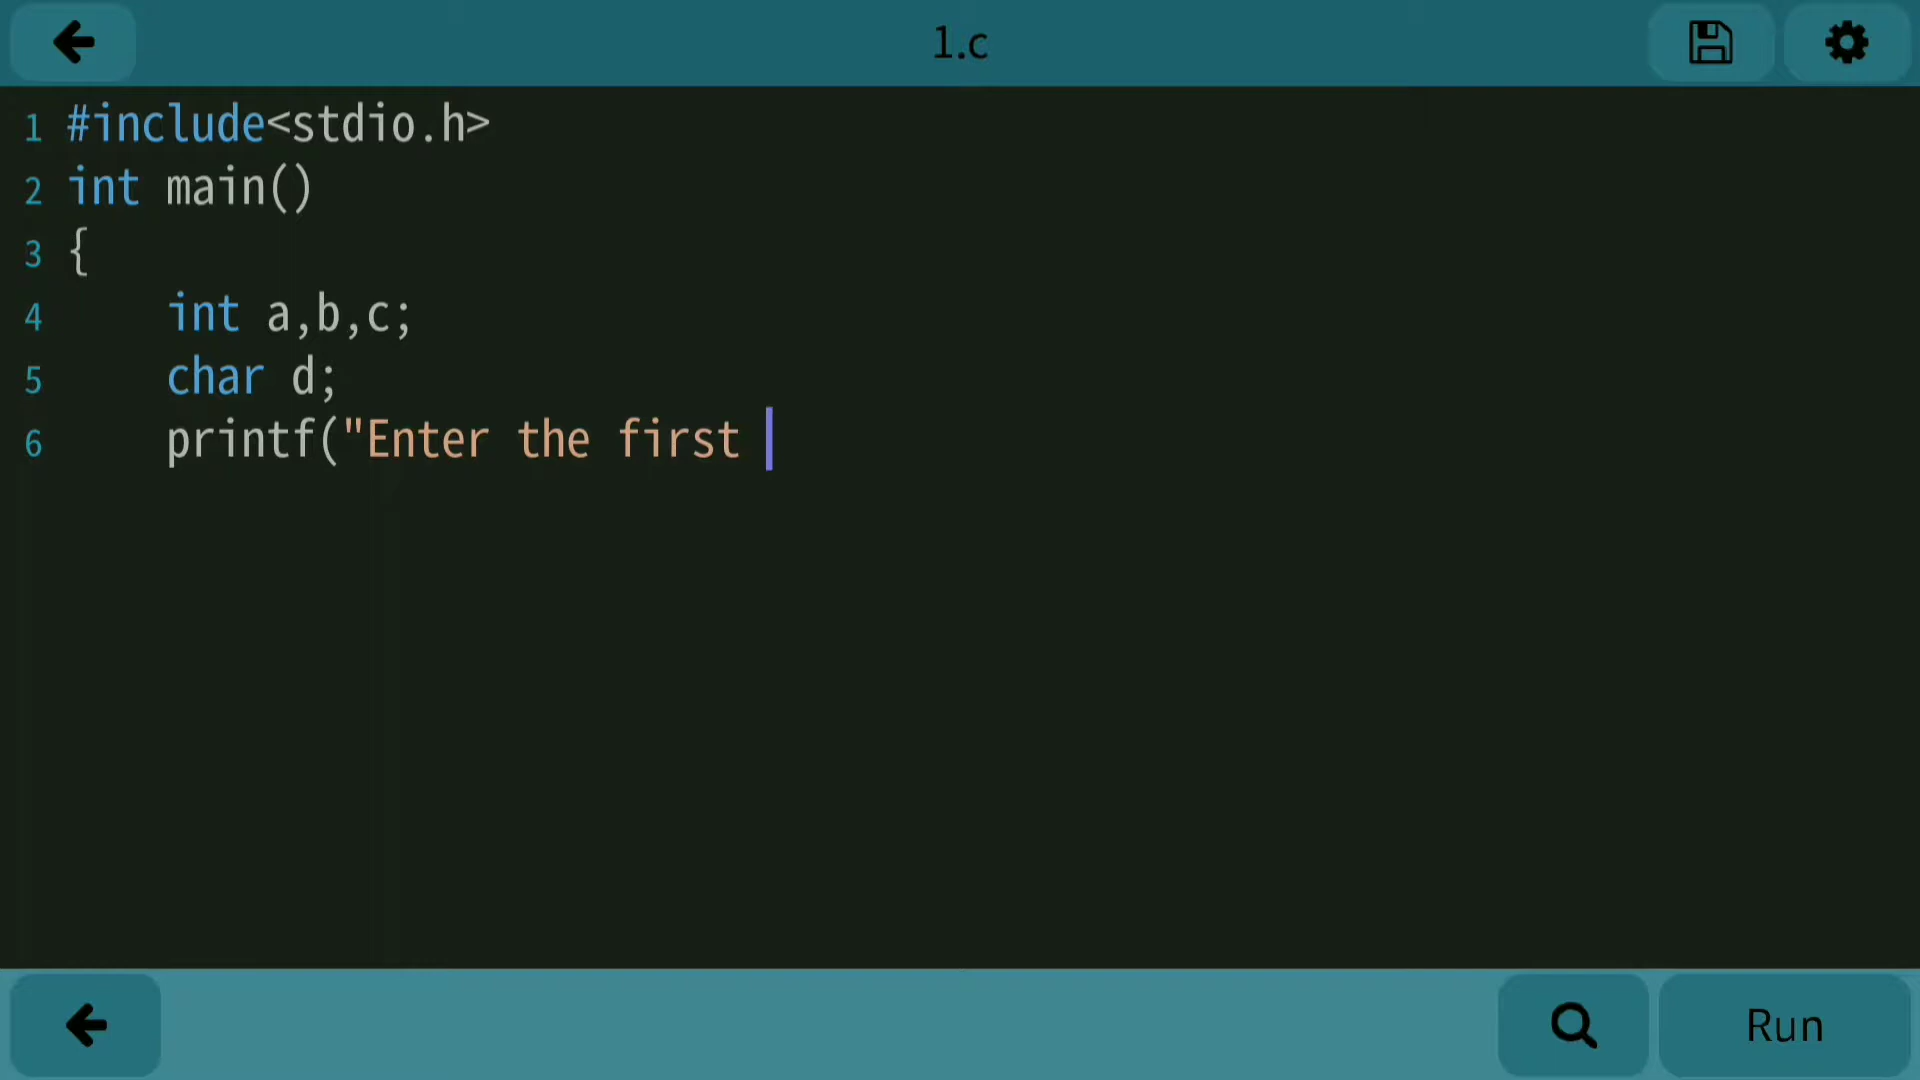 1.c
1 #include<stdio.h>
2 int main()
3 {
4     int a,b,c;
5     char d;
6     printf("Enter the first 
Run